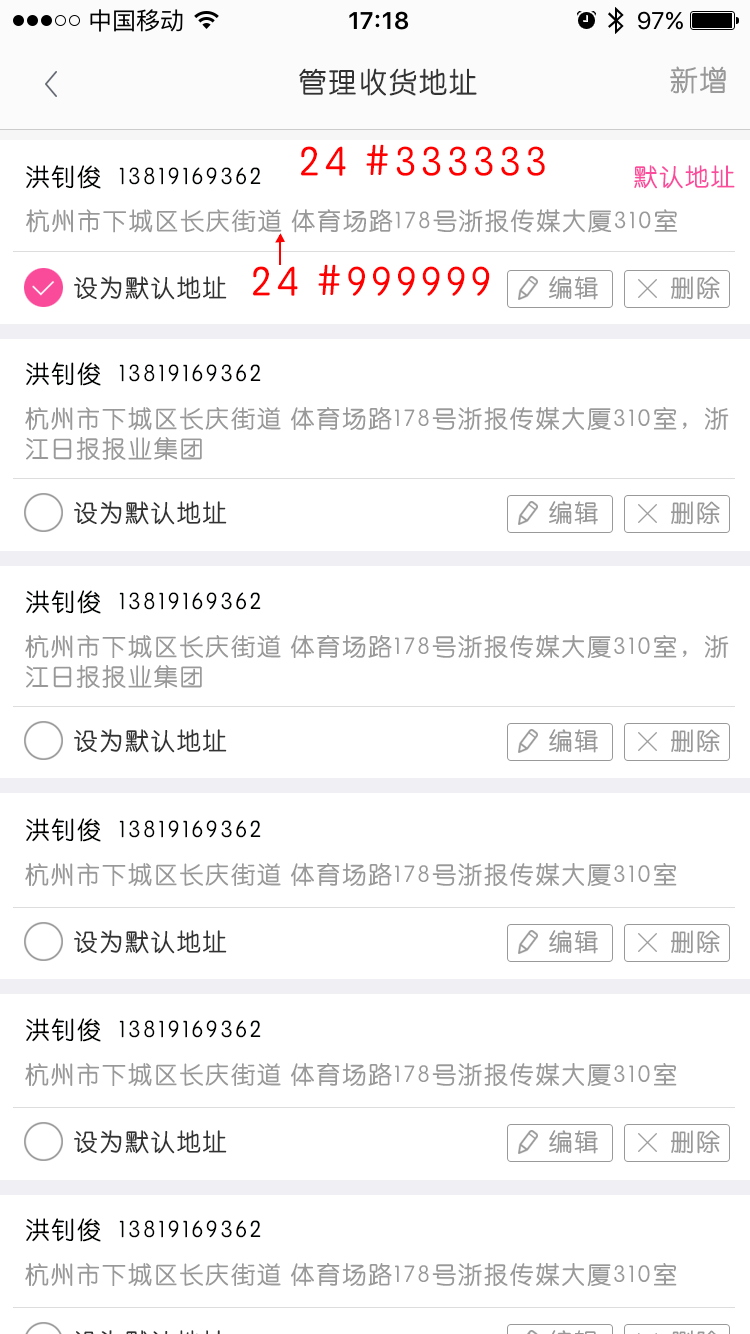 中国移动 17:18 97%
管理收货地址 新增
洪钊俊 13819169362 24 #333333 默认地址
杭州市下城区长庆街道 体育场路178号浙报传媒大厦310室
设为默认地址 24 #999999 编辑 删除
洪钊俊 13819169362
杭州市下城区长庆街道 体育场路178号浙报传媒大厦310室，浙
江日报报业集团
设为默认地址 编辑 删除
洪钊俊 13819169362
杭州市下城区长庆街道 体育场路178号浙报传媒大厦310室，浙
江日报报业集团
设为默认地址 编辑 删除
洪钊俊 13819169362
杭州市下城区长庆街道 体育场路178号浙报传媒大厦310室
设为默认地址 编辑 删除
洪钊俊 13819169362
杭州市下城区长庆街道 体育场路178号浙报传媒大厦310室
设为默认地址 编辑 删除
洪钊俊 13819169362
杭州市下城区长庆街道 体育场路178号浙报传媒大厦310室